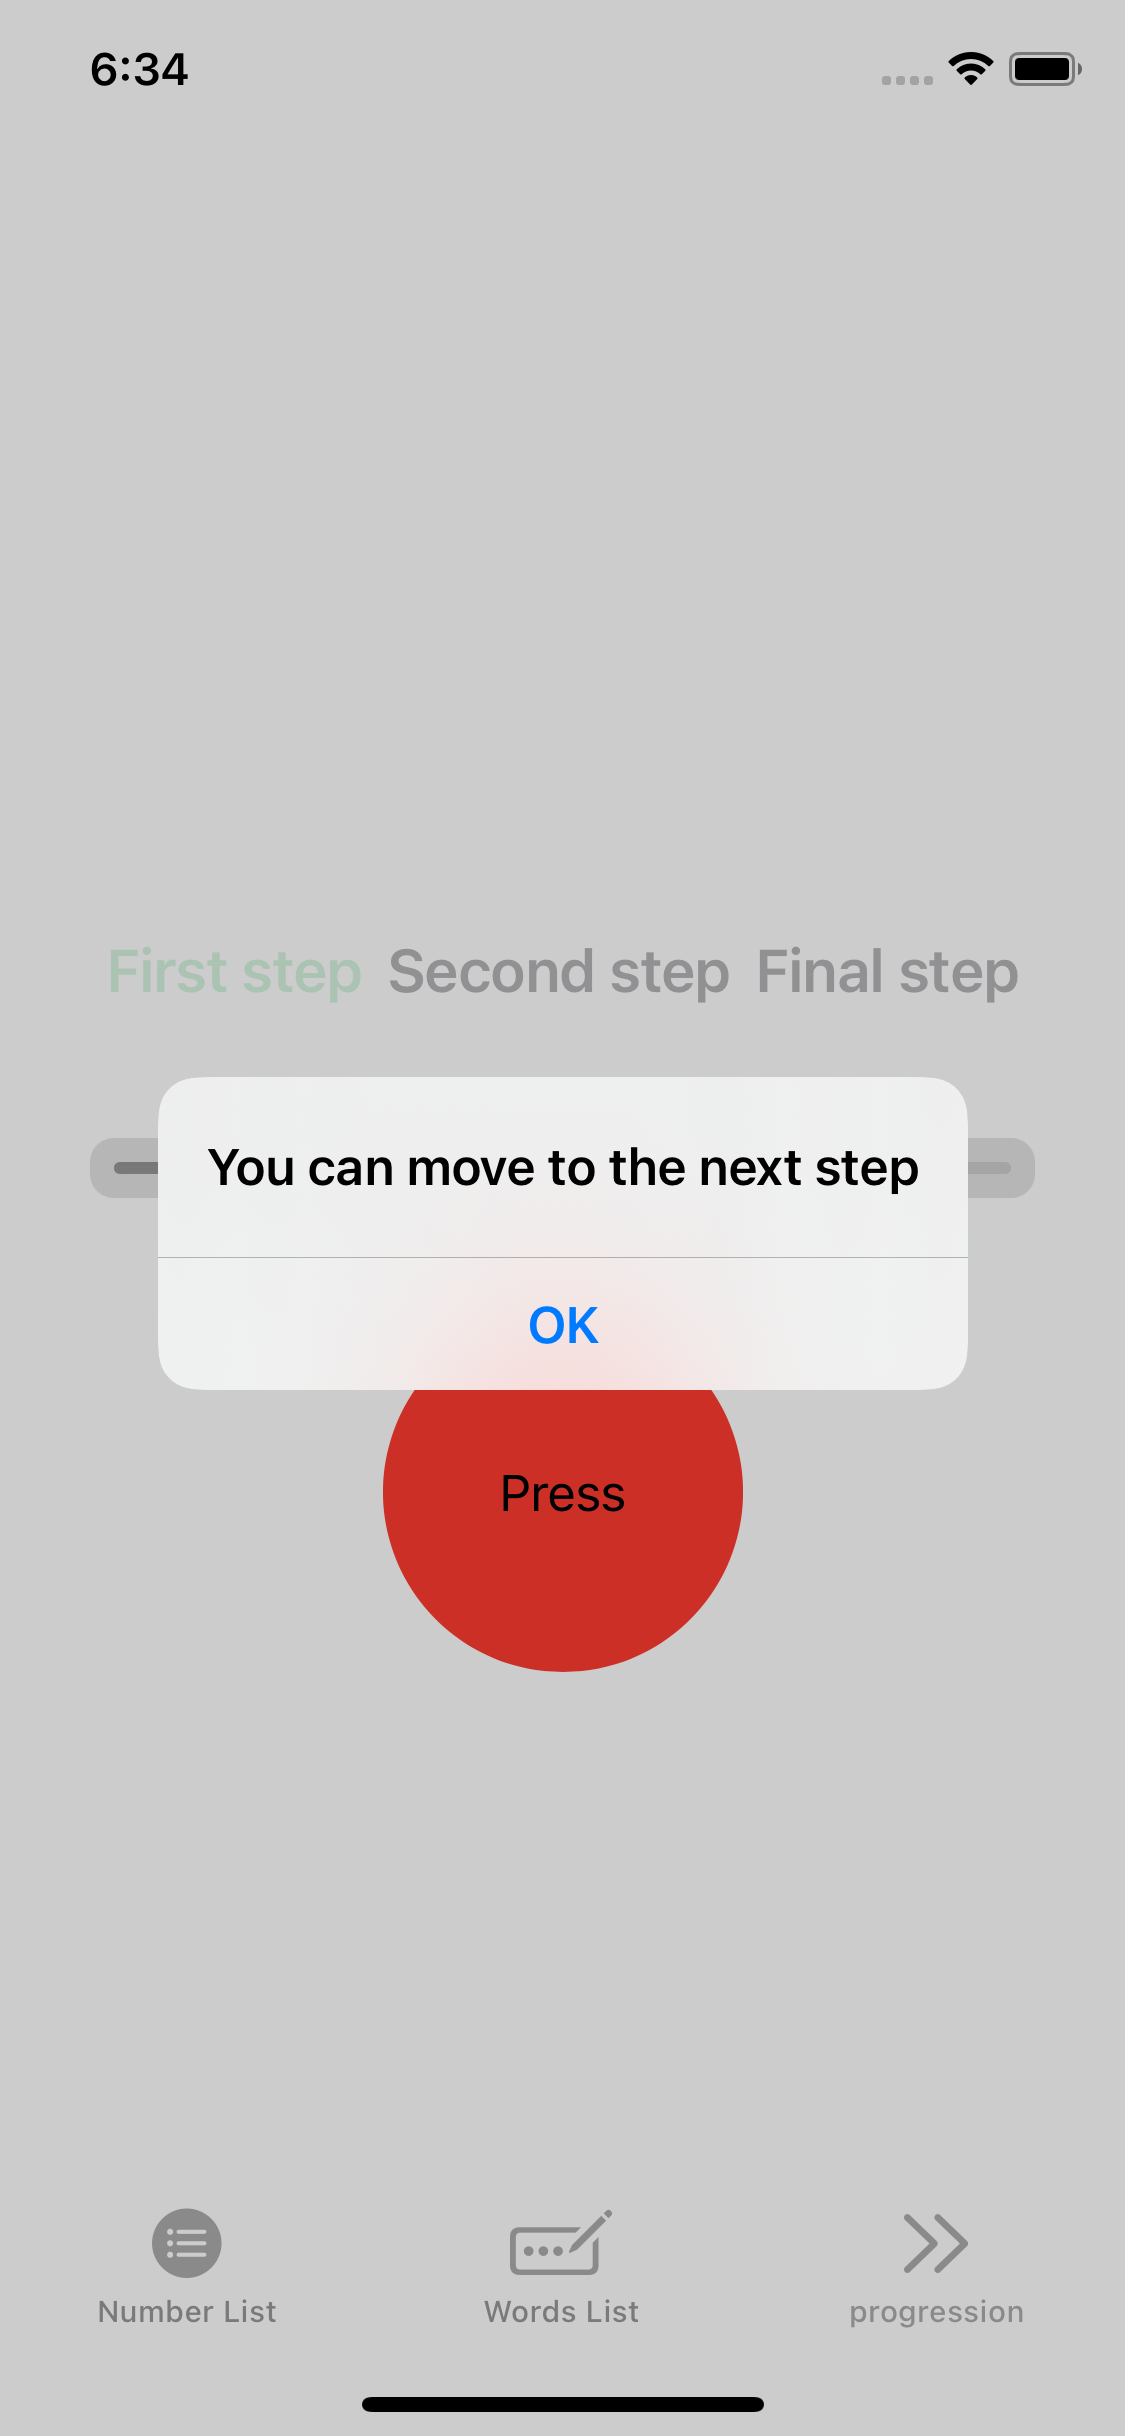 6:34
First step Second step Final step
You can move to the next step
OK
Press
Number List Words List progression